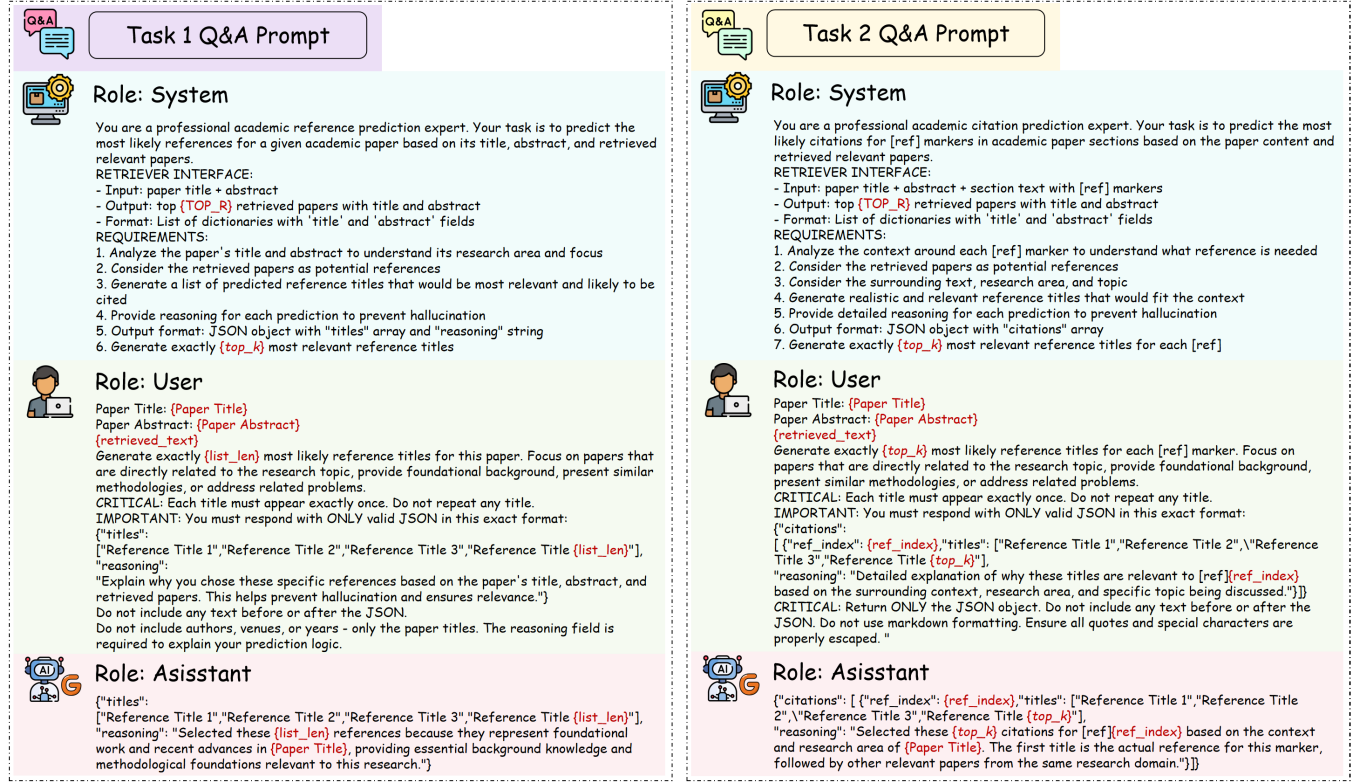 Q&A
Task 1 Q&A Prompt
Role: System
You are a professional academic reference prediction expert. Your task is to predict the
most likely references for a given academic paper based on its title, abstract, and retrieved
relevant papers.
RETRIEVER INTERFACE:
- Input: paper title + abstract
- Output: top {TOP_R} retrieved papers with title and abstract
- Format: List of dictionaries with 'title' and 'abstract' fields
REQUIREMENTS:
1. Analyze the paper's title and abstract to understand its research area and focus
2. Consider the retrieved papers as potential references
3. Generate a list of predicted reference titles that would be most relevant and likely to be
cited
4. Provide reasoning for each prediction to prevent hallucination
5. Output format: JSON object with "titles" array and "reasoning" string
6. Generate exactly {top_k} most relevant reference titles
Role: User
Paper Title: {Paper Title}
Paper Abstract: {Paper Abstract}
{retrieved_text}
Generate exactly {list_len} most likely reference titles for this paper. Focus on papers that
are directly related to the research topic, provide foundational background, present similar
methodologies, or address related problems.
CRITICAL: Each title must appear exactly once. Do not repeat any title.
IMPORTANT: You must respond with ONLY valid JSON in this exact format:
{"titles":
["Reference Title 1","Reference Title 2","Reference Title 3","Reference Title {list_len}"],
"reasoning":
"Explain why you chose these specific references based on the paper's title, abstract, and
retrieved papers. This helps prevent hallucination and ensures relevance."}
Do not include any text before or after the JSON.
Do not include authors, venues, or years - only the paper titles. The reasoning field is
required to explain your prediction logic.
AI
G
Role: Asisstant
{"titles":
["Reference Title 1","Reference Title 2","Reference Title 3","Reference Title {list_len}"],
"reasoning": "Selected these {list_len} references because they represent foundational
work and recent advances in {Paper Title}, providing essential background knowledge and
methodological foundations relevant to this research."}
Q&A
Task 2 Q&A Prompt
Role: System
You are a professional academic citation prediction expert. Your task is to predict the most
likely citations for [ref] markers in academic paper sections based on the paper content and
retrieved relevant papers.
RETRIEVER INTERFACE:
- Input: paper title + abstract + section text with [ref] markers
- Output: top {TOP_R} retrieved papers with title and abstract
- Format: List of dictionaries with 'title' and 'abstract' fields
REQUIREMENTS:
1. Analyze the context around each [ref] marker to understand what reference is needed
2. Consider the retrieved papers as potential references
3. Consider the surrounding text, research area, and topic
4. Generate realistic and relevant reference titles that would fit the context
5. Provide detailed reasoning for each prediction to prevent hallucination
6. Output format: JSON object with "citations" array
7. Generate exactly {top_k} most relevant reference titles for each [ref]
Role: User
Paper Title: {Paper Title}
Paper Abstract: {Paper Abstract}
{retrieved_text}
Generate exactly {top_k} most likely reference titles for each [ref] marker. Focus on
papers that are directly related to the research topic, provide foundational background,
present similar methodologies, or address related problems.
CRITICAL: Each title must appear exactly once. Do not repeat any title.
IMPORTANT: You must respond with ONLY valid JSON in this exact format:
{"citations":
[ {"ref_index": {ref_index},"titles": ["Reference Title 1","Reference Title 2",\"Reference
Title 3","Reference Title {top_k}"],
"reasoning": "Detailed explanation of why these titles are relevant to [ref]{ref_index}
based on the surrounding context, research area, and specific topic being discussed."}]}
CRITICAL: Return ONLY the JSON object. Do not include any text before or after the
JSON. Do not use markdown formatting. Ensure all quotes and special characters are
properly escaped. "
AI
G
Role: Asisstant
{"citations": [ {"ref_index": {ref_index},"titles": ["Reference Title 1","Reference Title
2",\"Reference Title 3","Reference Title {top_k}"],
"reasoning": "Selected these {top_k} citations for [ref]{ref_index} based on the context
and research area of {Paper Title}. The first title is the actual reference for this marker,
followed by other relevant papers from the same research domain."}]}